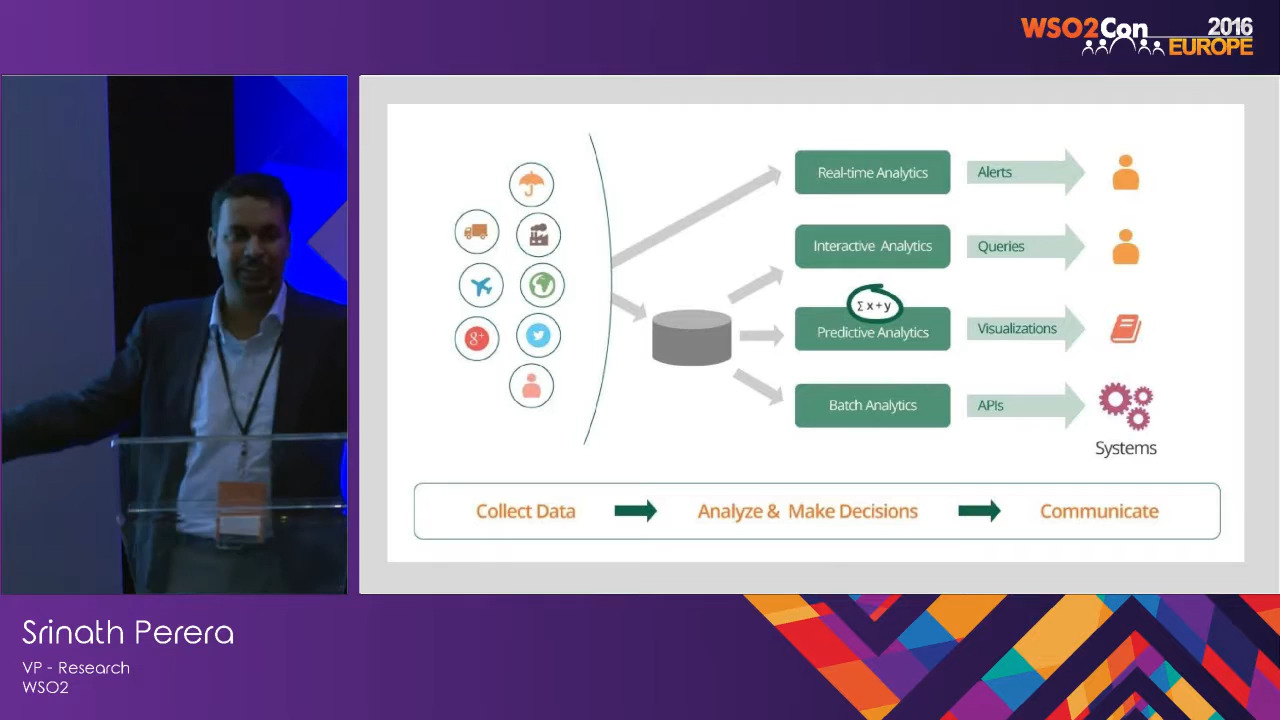 WSO2Con 2016
EUROPE
Real-time Analytics
Alerts
Interactive Analytics
Queries
∑ x + y
Predictive Analytics
Visualizations
8+
Batch Analytics
APIs
Systems
Collect Data
Analyze & Make Decisions
Communicate
Srinath Perera
VP - Research
WSO2